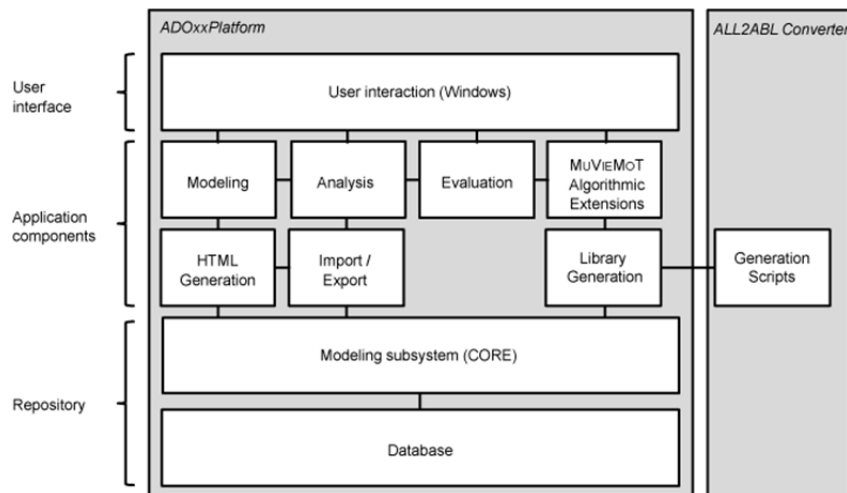 ADOxxPlatform
ALL2ABL Converter
User
interface
User interaction (Windows)
Application
components
Modeling
Analysis
Evaluation
MUVIEMOT
Algorithmic
Extensions
HTML
Generation
Import /
Export
Library
Generation
Generation
Scripts
Repository
Modeling subsystem (CORE)
Database